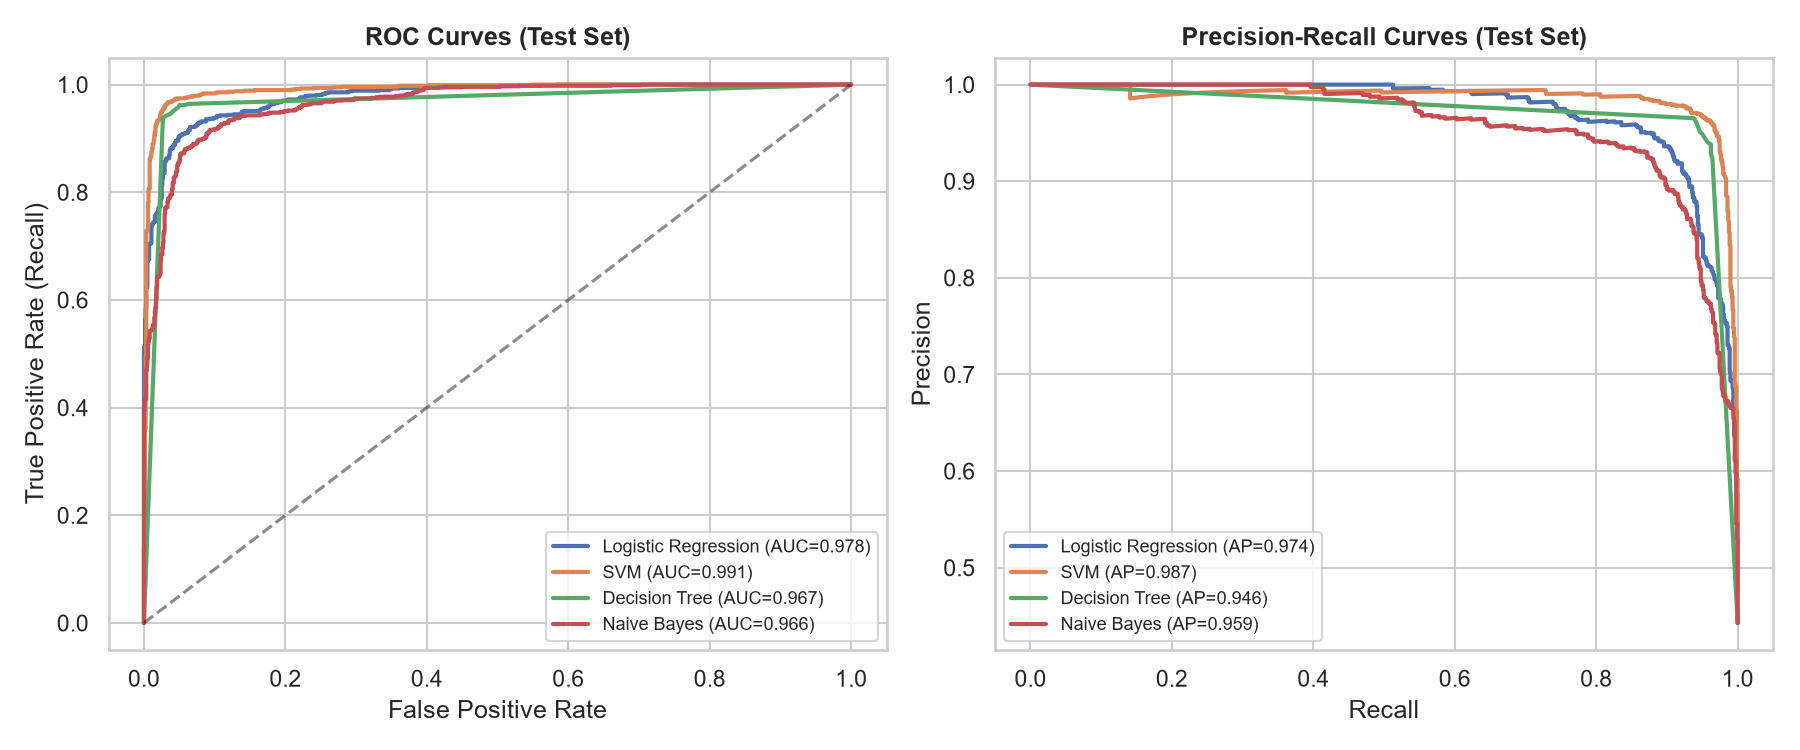 ROC Curves (Test Set)
1.0
0.8
0.6
0.4
0.2
0.0
True Positive Rate (Recall)
Logistic Regression (AUC=0.978)
SVM (AUC=0.991)
Decision Tree (AUC=0.967)
Naive Bayes (AUC=0.966)
0.0 0.2 0.4 0.6 0.8 1.0
False Positive Rate
Precision-Recall Curves (Test Set)
1.0
0.9
0.8
0.7
0.6
0.5
Precision
Logistic Regression (AP=0.974)
SVM (AP=0.987)
Decision Tree (AP=0.946)
Naive Bayes (AP=0.959)
0.0 0.2 0.4 0.6 0.8 1.0
Recall